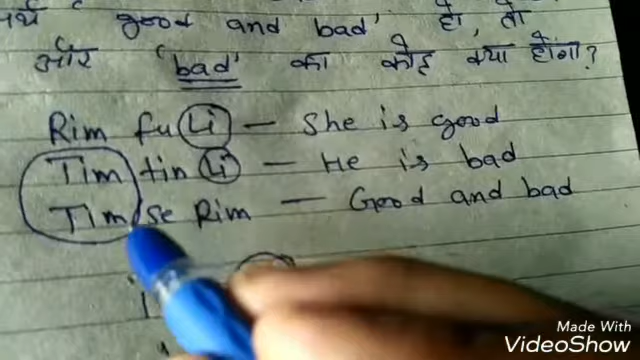 अर्थ ' good and bad' हो, तो
और 'bad' का कोड क्या होगा?
Rim fu Li — She is good
Tim tin Li — He is bad
Tim se Rim — Good and bad
Made With
VideoShow